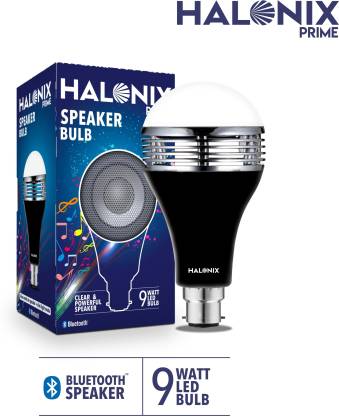 HALONIX
PRIME
HALONIX
PRIME
SPEAKER
BULB
CLEAR &
POWERFUL
SPEAKER
9 WATT
LED
BULB
Bluetooth
HALONIX
BLUETOOTH™
SPEAKER
9 WATT
LED
BULB